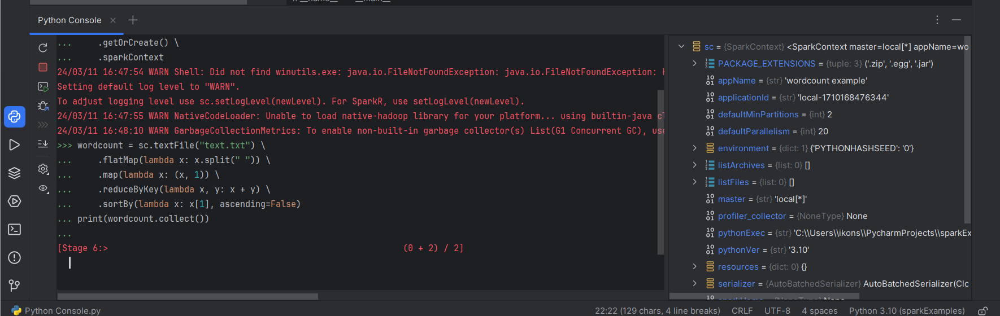 Python Console
... .getOrCreate() \
... .sparkContext
24/03/11 16:47:54 WARN Shell: Did not find winutils.exe: java.io.FileNotFoundException: java.io.FileNotFoundException:
Setting default log level to "WARN".
To adjust logging level use sc.setLogLevel(newLevel). For SparkR, use setLogLevel(newLevel).
24/03/11 16:47:55 WARN NativeCodeLoader: Unable to load native-hadoop library for your platform... using builtin-java
24/03/11 16:48:10 WARN GarbageCollectionMetrics: To enable non-built-in garbage collector(s) List(G1 Concurrent GC),
>>> wordcount = sc.textFile("text.txt") \
... .flatMap(lambda x: x.split(" ")) \
... .map(lambda x: (x, 1)) \
... .reduceByKey(lambda x, y: x + y) \
... .sortBy(lambda x: x[1], ascending=False)
... print(wordcount.collect())
...
[Stage 6:> (0 + 2) / 2]
sc = {SparkContext} <SparkContext master=local[*] appName=wo
PACKAGE_EXTENSIONS = {tuple: 3} ('.zip', '.egg', '.jar')
appName = {str} 'wordcount example'
applicationId = {str} 'local-1710168476344'
defaultMinPartitions = {int} 2
defaultParallelism = {int} 20
environment = {dict: 1} {'PYTHONHASHSEED': '0'}
listArchives = {list: 0} []
listFiles = {list: 0} []
master = {str} 'local[*]'
profiler_collector = {NoneType} None
pythonExec = {str} 'C:\\Users\\ikons\\PycharmProjects\\sparkEx
pythonVer = {str} '3.10'
resources = {dict: 0} {}
serializer = {AutoBatchedSerializer} AutoBatchedSerializer(Clo
Python Console.py
22:22 (129 chars, 4 line breaks) CRLF UTF-8 4 spaces Python 3.10 (sparkExamples)